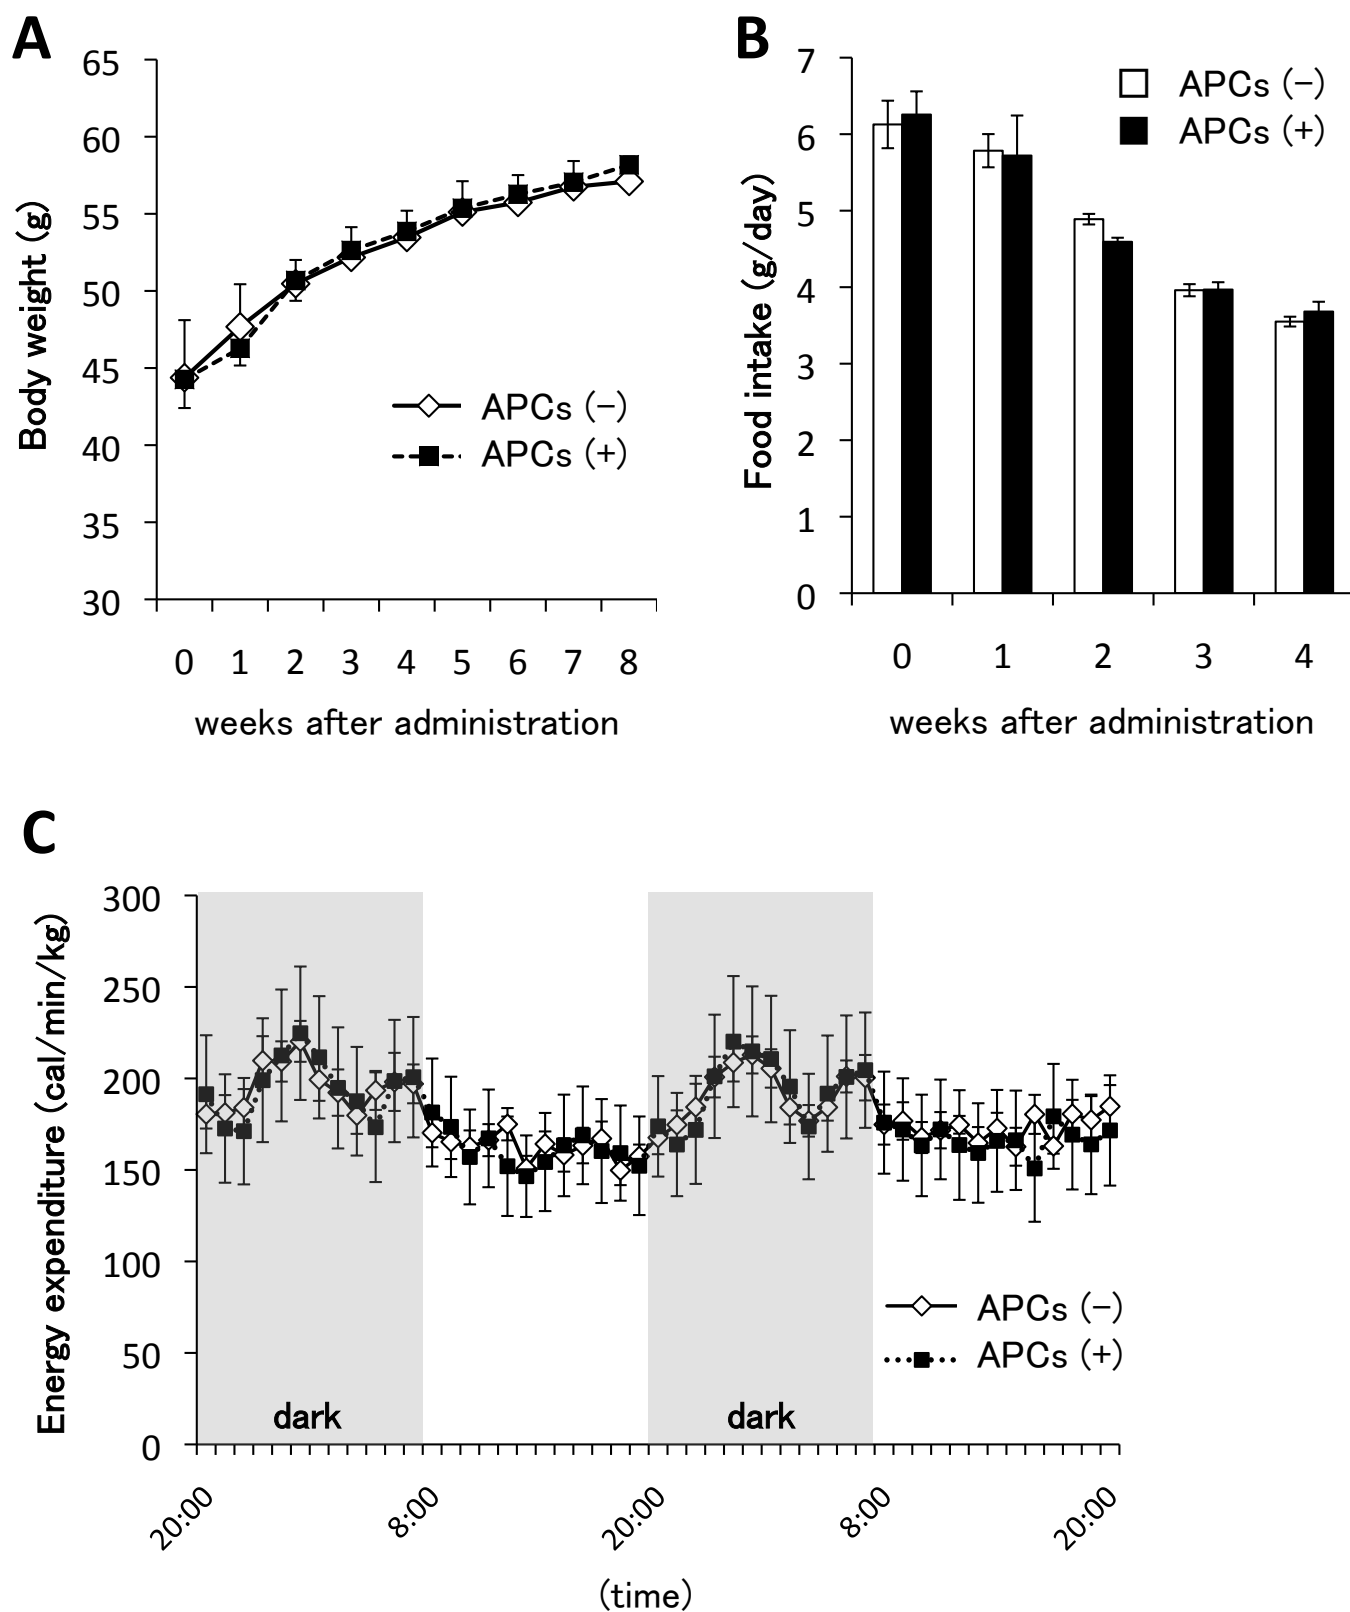 A
Body weight (g)
65
60
55
50
45
40
35
30
APCs (−)
APCs (+)
0 1 2 3 4 5 6 7 8
weeks after administration
B
Food intake (g/day)
7
6
5
4
3
2
1
0
APCs (−)
APCs (+)
0 1 2 3 4
weeks after administration
C
Energy expenditure (cal/min/kg)
300
250
200
150
100
50
0
APCs (−)
APCs (+)
dark dark
20:00 8:00 20:00 8:00 20:00
(time)